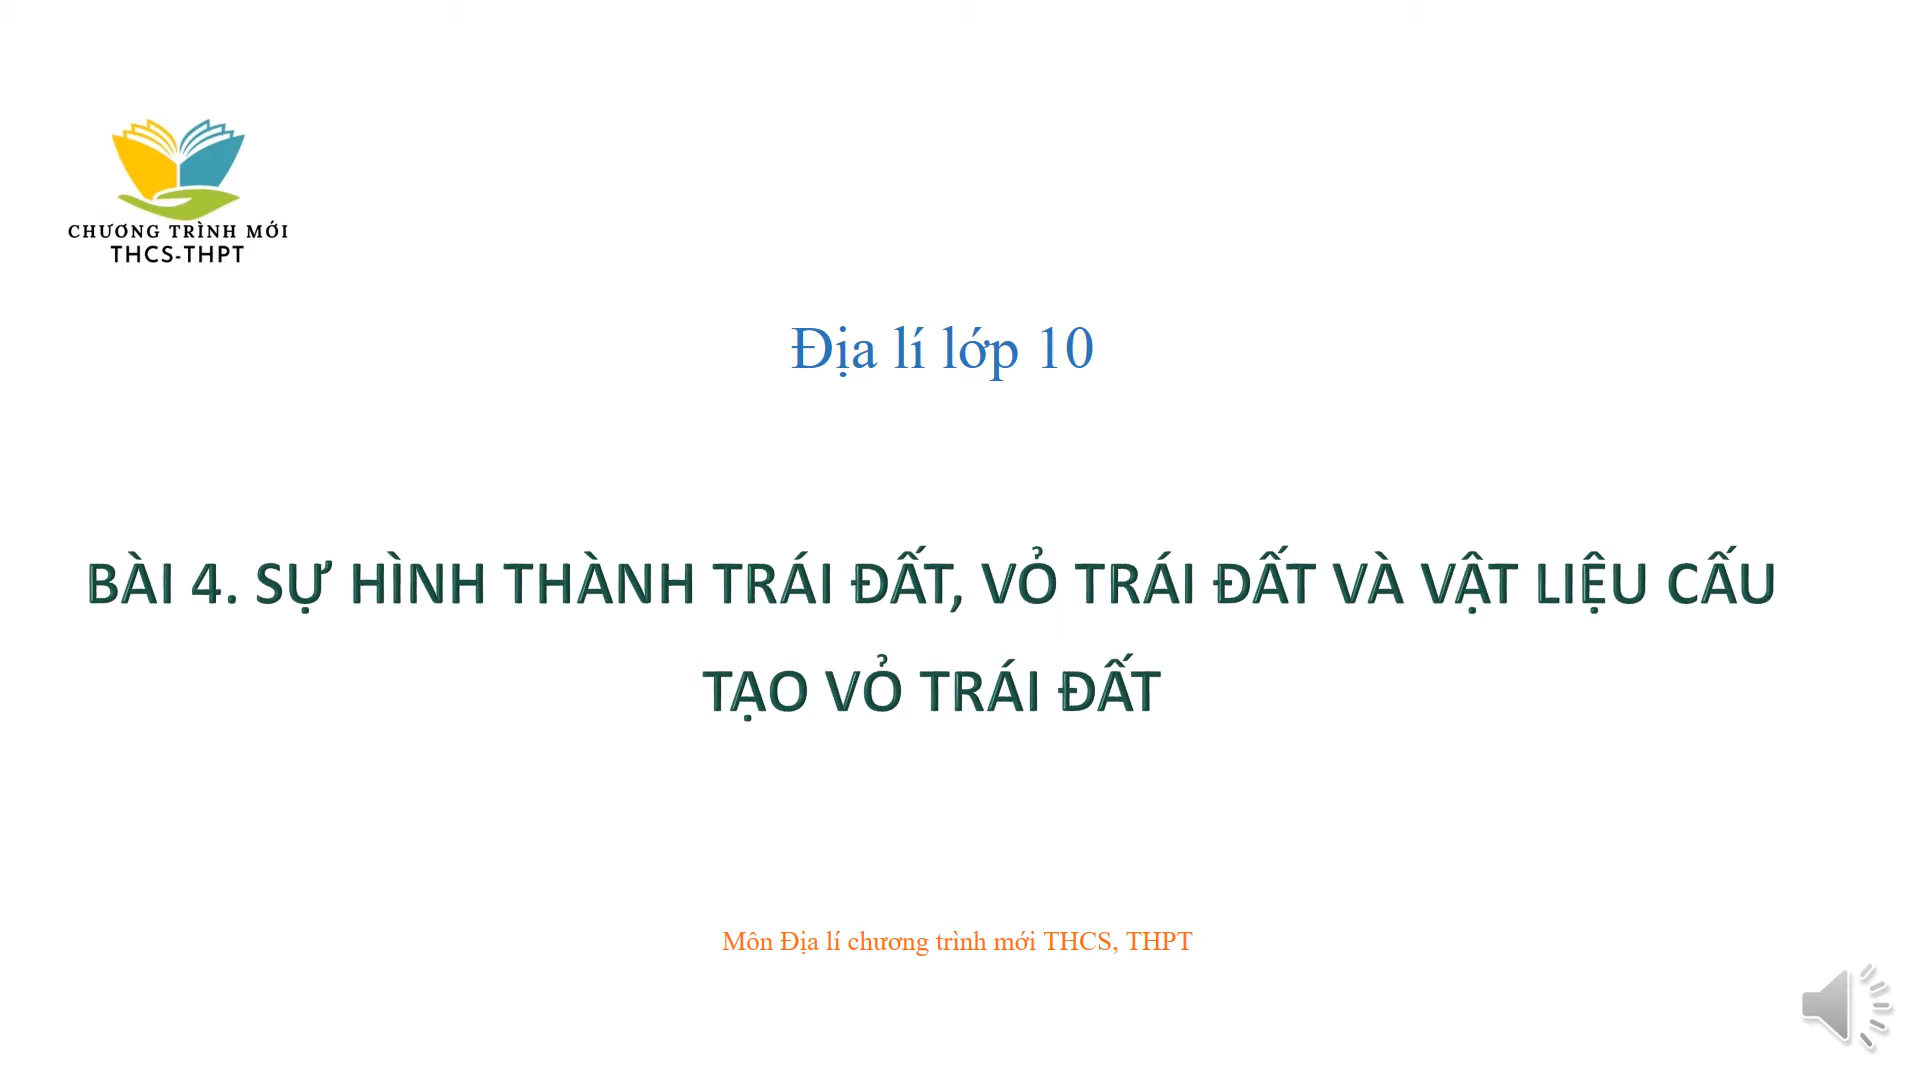 CHƯƠNG TRÌNH MỚI
THCS-THPT
Địa lí lớp 10
BÀI 4. SỰ HÌNH THÀNH TRÁI ĐẤT, VỎ TRÁI ĐẤT VÀ VẬT LIỆU CẤU
TẠO VỎ TRÁI ĐẤT
Môn Địa lí chương trình mới THCS, THPT